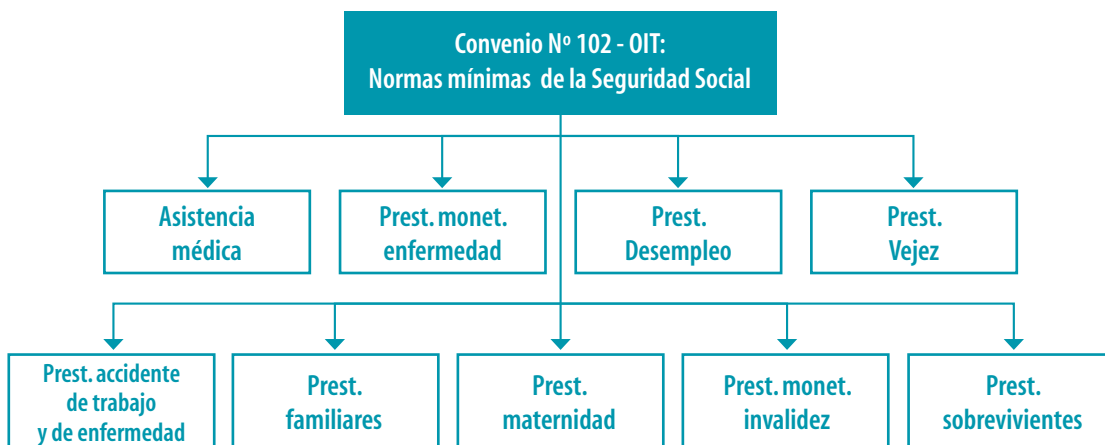 Convenio Nº 102 - OIT:
Normas mínimas de la Seguridad Social
Asistencia
médica
Prest. monet.
enfermedad
Prest.
Desempleo
Prest.
Vejez
Prest. accidente
de trabajo
y de enfermedad
Prest.
familiares
Prest.
maternidad
Prest. monet.
invalidez
Prest.
sobrevivientes